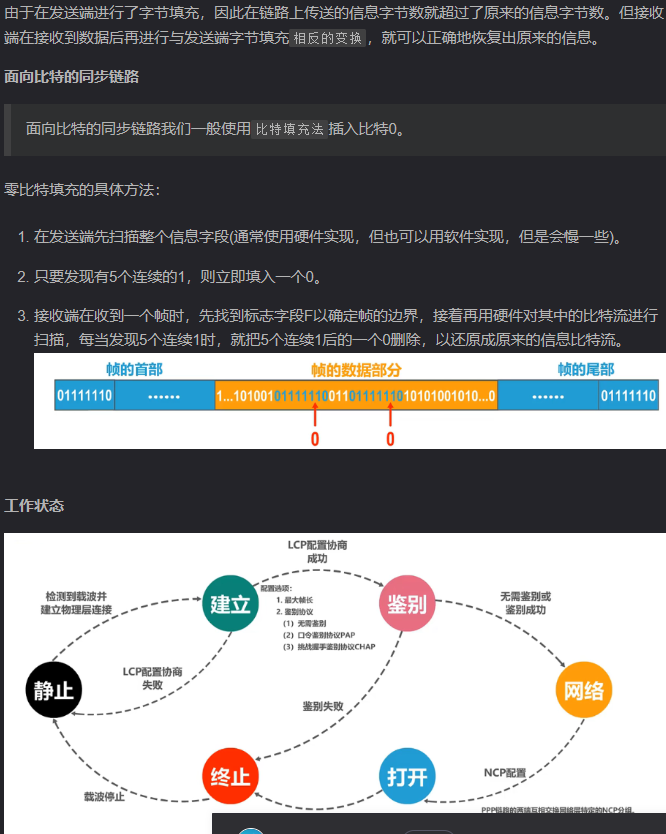 由于在发送端进行了字节填充，因此在链路上传送的信息字节数就超过了原来的信息字节数。但接收
端在接收到数据后再进行与发送端字节填充相反的变换，就可以正确地恢复出原来的信息。
面向比特的同步链路
面向比特的同步链路我们一般使用比特填充法插入比特0。
零比特填充的具体方法：
1. 在发送端先扫描整个信息字段(通常使用硬件实现，但也可以用软件实现，但是会慢一些)。
2. 只要发现有5个连续的1，则立即填入一个0。
3. 接收端在收到一个帧时，先找到标志字段F以确定帧的边界，接着再用硬件对其中的比特流进行
扫描，每当发现5个连续1时，就把5个连续1后的一个0删除，以还原成原来的信息比特流。
帧的首部 帧的数据部分 帧的尾部
01111110 ...... 1...101001011111100110111111010101001010...0 ...... 01111110
0 0
工作状态
LCP配置协商
成功
检测到载波并
建立物理层连接
建立
配置选项：
1. 最大帧长
2. 鉴别协议
(1) 无需鉴别
(2) 口令鉴别协议PAP
(3) 挑战握手鉴别协议CHAP
鉴别
无需鉴别或
鉴别成功
LCP配置协商
失败
静止
鉴别失败
网络
终止
打开
NCP配置
载波停止
PPP链路的两端互相交换网络层特定的NCP分组。